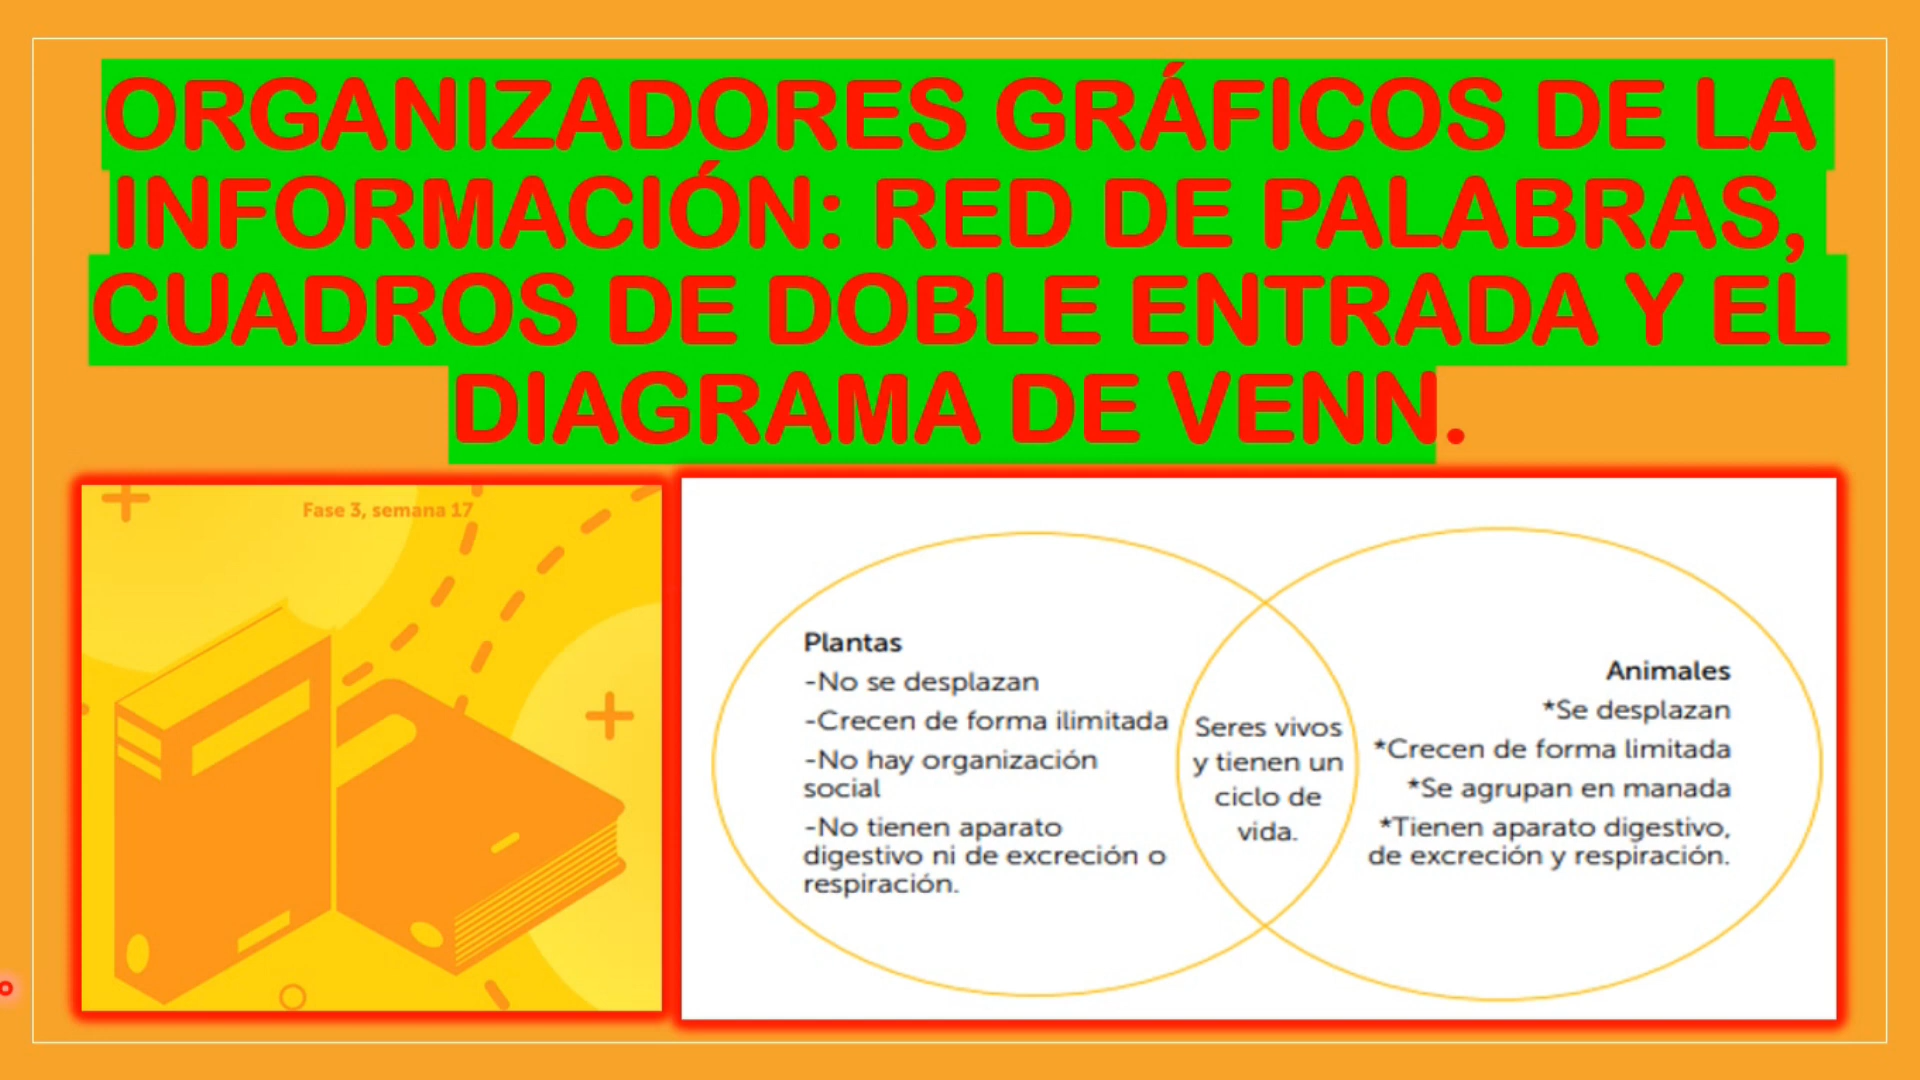 ORGANIZADORES GRÁFICOS DE LA
INFORMACIÓN: RED DE PALABRAS,
CUADROS DE DOBLE ENTRADA Y EL
DIAGRAMA DE VENN.
Fase 3, semana 17
Plantas
-No se desplazan
-Crecen de forma ilimitada
-No hay organización
social
-No tienen aparato
digestivo ni de excreción o
respiración.
Seres vivos
y tienen un
ciclo de
vida.
Animales
*Se desplazan
*Crecen de forma limitada
*Se agrupan en manada
*Tienen aparato digestivo,
de excreción y respiración.